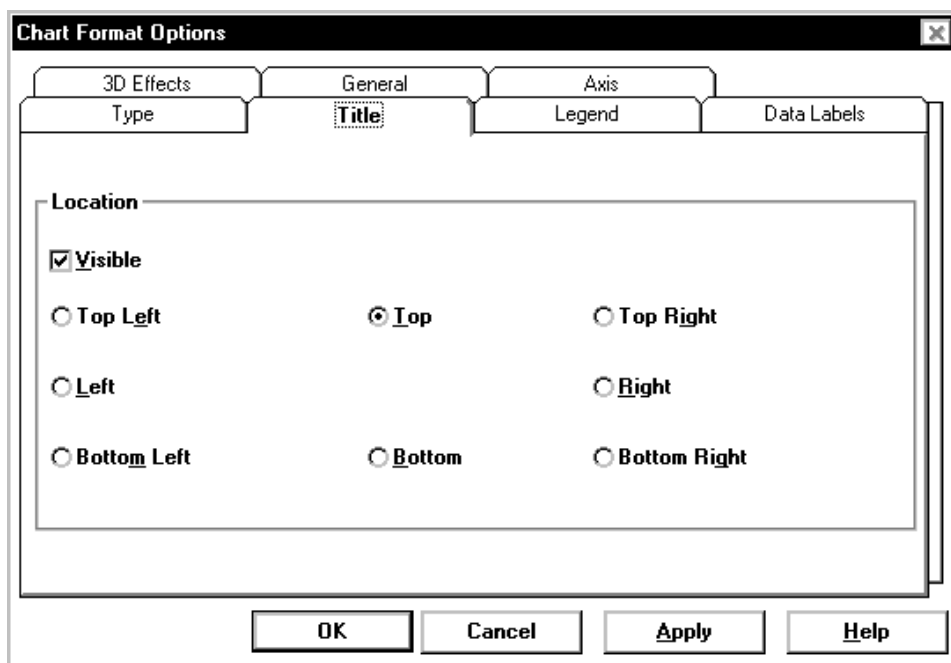 Chart Format Options
3D Effects General Axis
Type Title Legend Data Labels
Location
Visible
Top Left Top Top Right
Left Right
Bottom Left Bottom Bottom Right
OK Cancel Apply Help